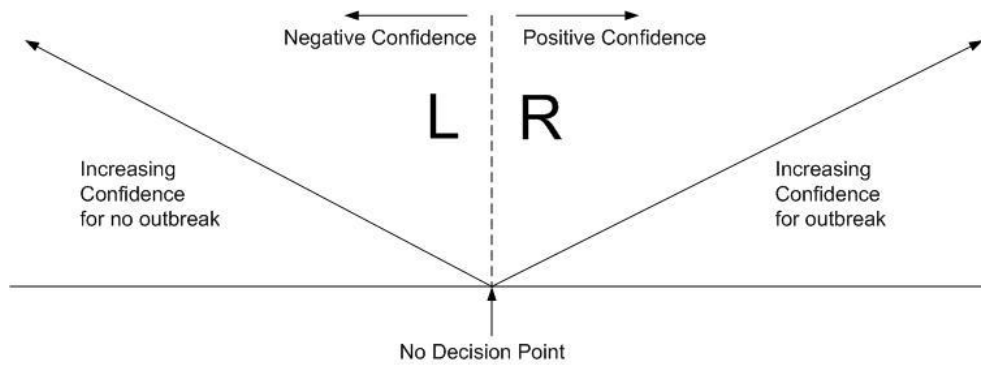 Negative Confidence
Positive Confidence
L
R
Increasing
Confidence
for no outbreak
Increasing
Confidence
for outbreak
No Decision Point